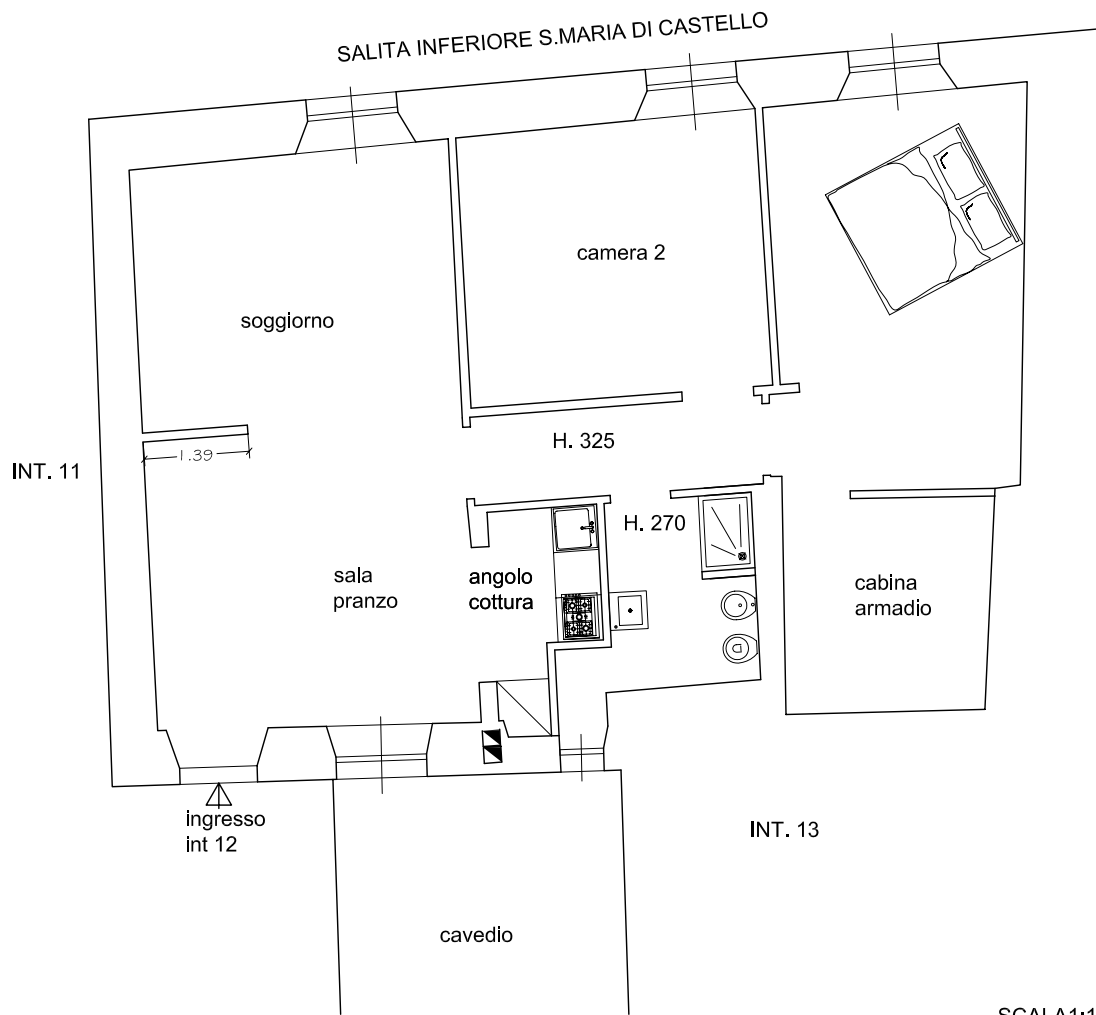 SALITA INFERIORE S.MARIA DI CASTELLO
camera 2
soggiorno
H. 325
1.39
INT. 11
H. 270
sala
pranzo
angolo
cottura
cabina
armadio
ingresso
int 12
INT. 13
cavedio